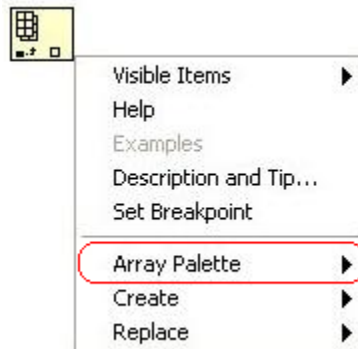 Visible Items
Help
Examples
Description and Tip...
Set Breakpoint
Array Palette
Create
Replace